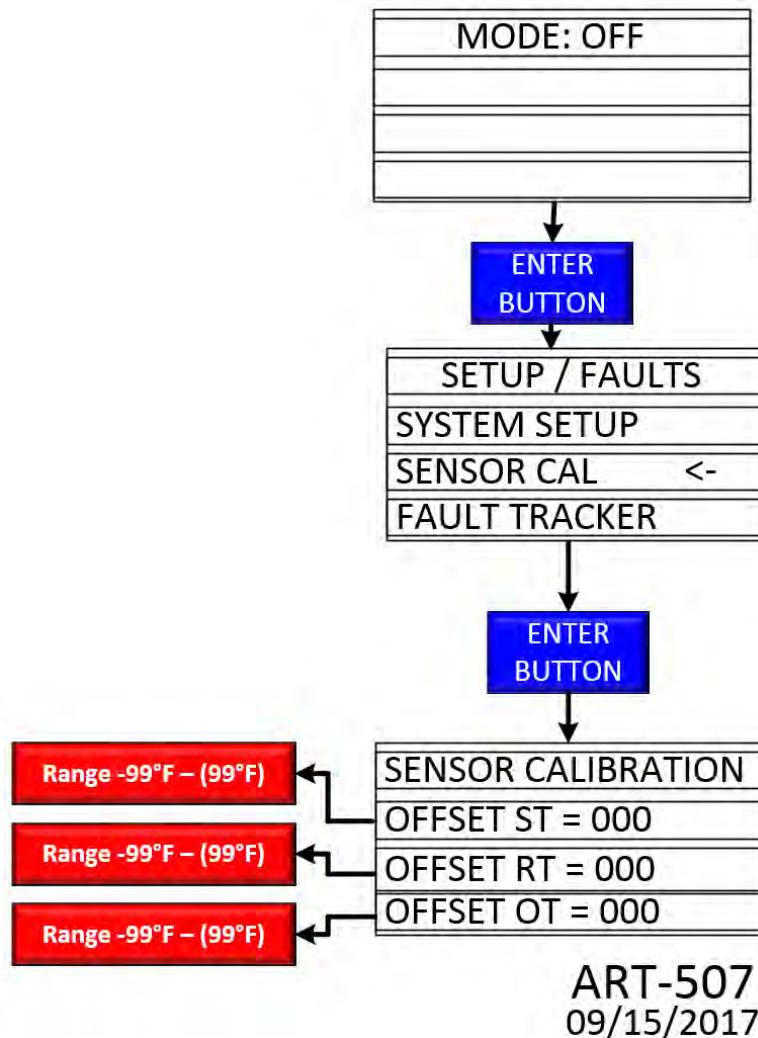 MODE: OFF
ENTER
BUTTON
SETUP / FAULTS
SYSTEM SETUP
SENSOR CAL <-
FAULT TRACKER
ENTER
BUTTON
SENSOR CALIBRATION
Range -99°F – (99°F)
OFFSET ST = 000
Range -99°F – (99°F)
OFFSET RT = 000
Range -99°F – (99°F)
OFFSET OT = 000
ART-507
09/15/2017